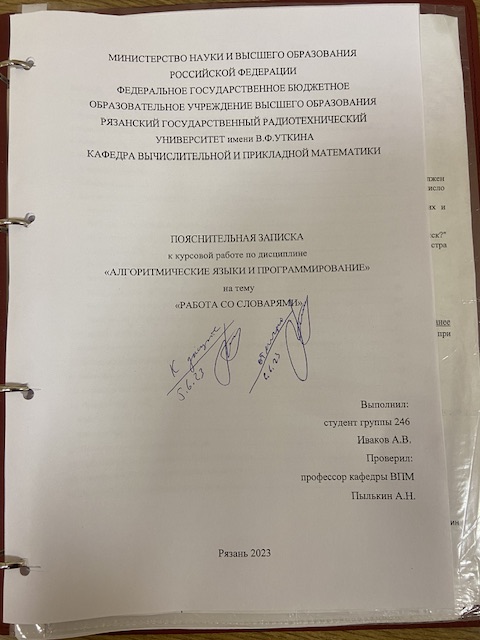 МИНИСТЕРСТВО НАУКИ И ВЫСШЕГО ОБРАЗОВАНИЯ
РОССИЙСКОЙ ФЕДЕРАЦИИ
ФЕДЕРАЛЬНОЕ ГОСУДАРСТВЕННОЕ БЮДЖЕТНОЕ
ОБРАЗОВАТЕЛЬНОЕ УЧРЕЖДЕНИЕ ВЫСШЕГО ОБРАЗОВАНИЯ
РЯЗАНСКИЙ ГОСУДАРСТВЕННЫЙ РАДИОТЕХНИЧЕСКИЙ
УНИВЕРСИТЕТ имени В.Ф.УТКИНА
КАФЕДРА ВЫЧИСЛИТЕЛЬНОЙ И ПРИКЛАДНОЙ МАТЕМАТИКИ
ПОЯСНИТЕЛЬНАЯ ЗАПИСКА
к курсовой работе по дисциплине
«АЛГОРИТМИЧЕСКИЕ ЯЗЫКИ И ПРОГРАММИРОВАНИЕ»
на тему
«РАБОТА СО СЛОВАРЯМИ»
К защите
5.6.23
отлично
6.6.23
Выполнил:
студент группы 246
Иваков А.В.
Проверил:
профессор кафедры ВПМ
Пылькин А.Н.
Рязань 2023